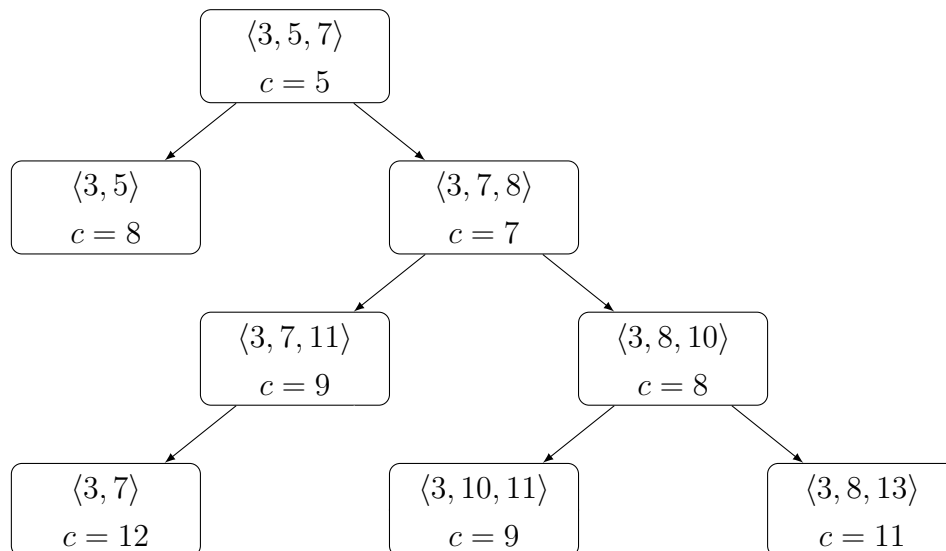 ⟨3, 5, 7⟩
c = 5
⟨3, 5⟩
c = 8
⟨3, 7, 8⟩
c = 7
⟨3, 7, 11⟩
c = 9
⟨3, 8, 10⟩
c = 8
⟨3, 7⟩
c = 12
⟨3, 10, 11⟩
c = 9
⟨3, 8, 13⟩
c = 11